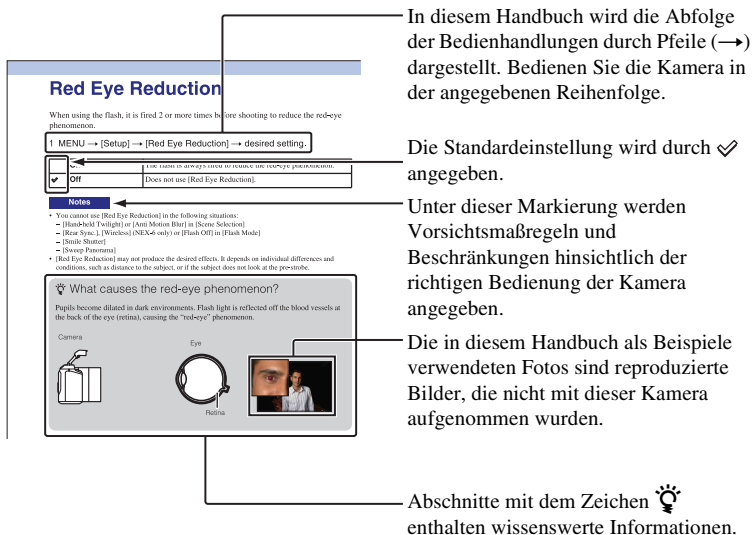 In diesem Handbuch wird die Abfolge
der Bedienhandlungen durch Pfeile (→)
dargestellt. Bedienen Sie die Kamera in
der angegebenen Reihenfolge.
Die Standardeinstellung wird durch ✓
angegeben.
Unter dieser Markierung werden
Vorsichtsmaßregeln und
Beschränkungen hinsichtlich der
richtigen Bedienung der Kamera
angegeben.
Die in diesem Handbuch als Beispiele
verwendeten Fotos sind reproduzierte
Bilder, die nicht mit dieser Kamera
aufgenommen wurden.
Abschnitte mit dem Zeichen
enthalten wissenswerte Informationen.
Red Eye Reduction
When using the flash, it is fired 2 or more times before shooting to reduce the red-eye
phenomenon.
1 MENU → [Setup] → [Red Eye Reduction] → desired setting.
On The flash is always fired to reduce the red-eye phenomenon.
✔ Off Does not use [Red Eye Reduction].
Notes
• You cannot use [Red Eye Reduction] in the following situations:
– [Hand-held Twilight] or [Anti Motion Blur] in [Scene Selection]
– [Rear Sync.], [Wireless] (NEX-6 only) or [Flash Off] in [Flash Mode]
– [Smile Shutter]
– [Sweep Panorama]
• [Red Eye Reduction] may not produce the desired effects. It depends on individual differences and
conditions, such as distance to the subject, or if the subject does not look at the pre-strobe.
What causes the red-eye phenomenon?
Pupils become dilated in dark environments. Flash light is reflected off the blood vessels at
the back of the eye (retina), causing the "red-eye" phenomenon.
Camera
Eye
Retina